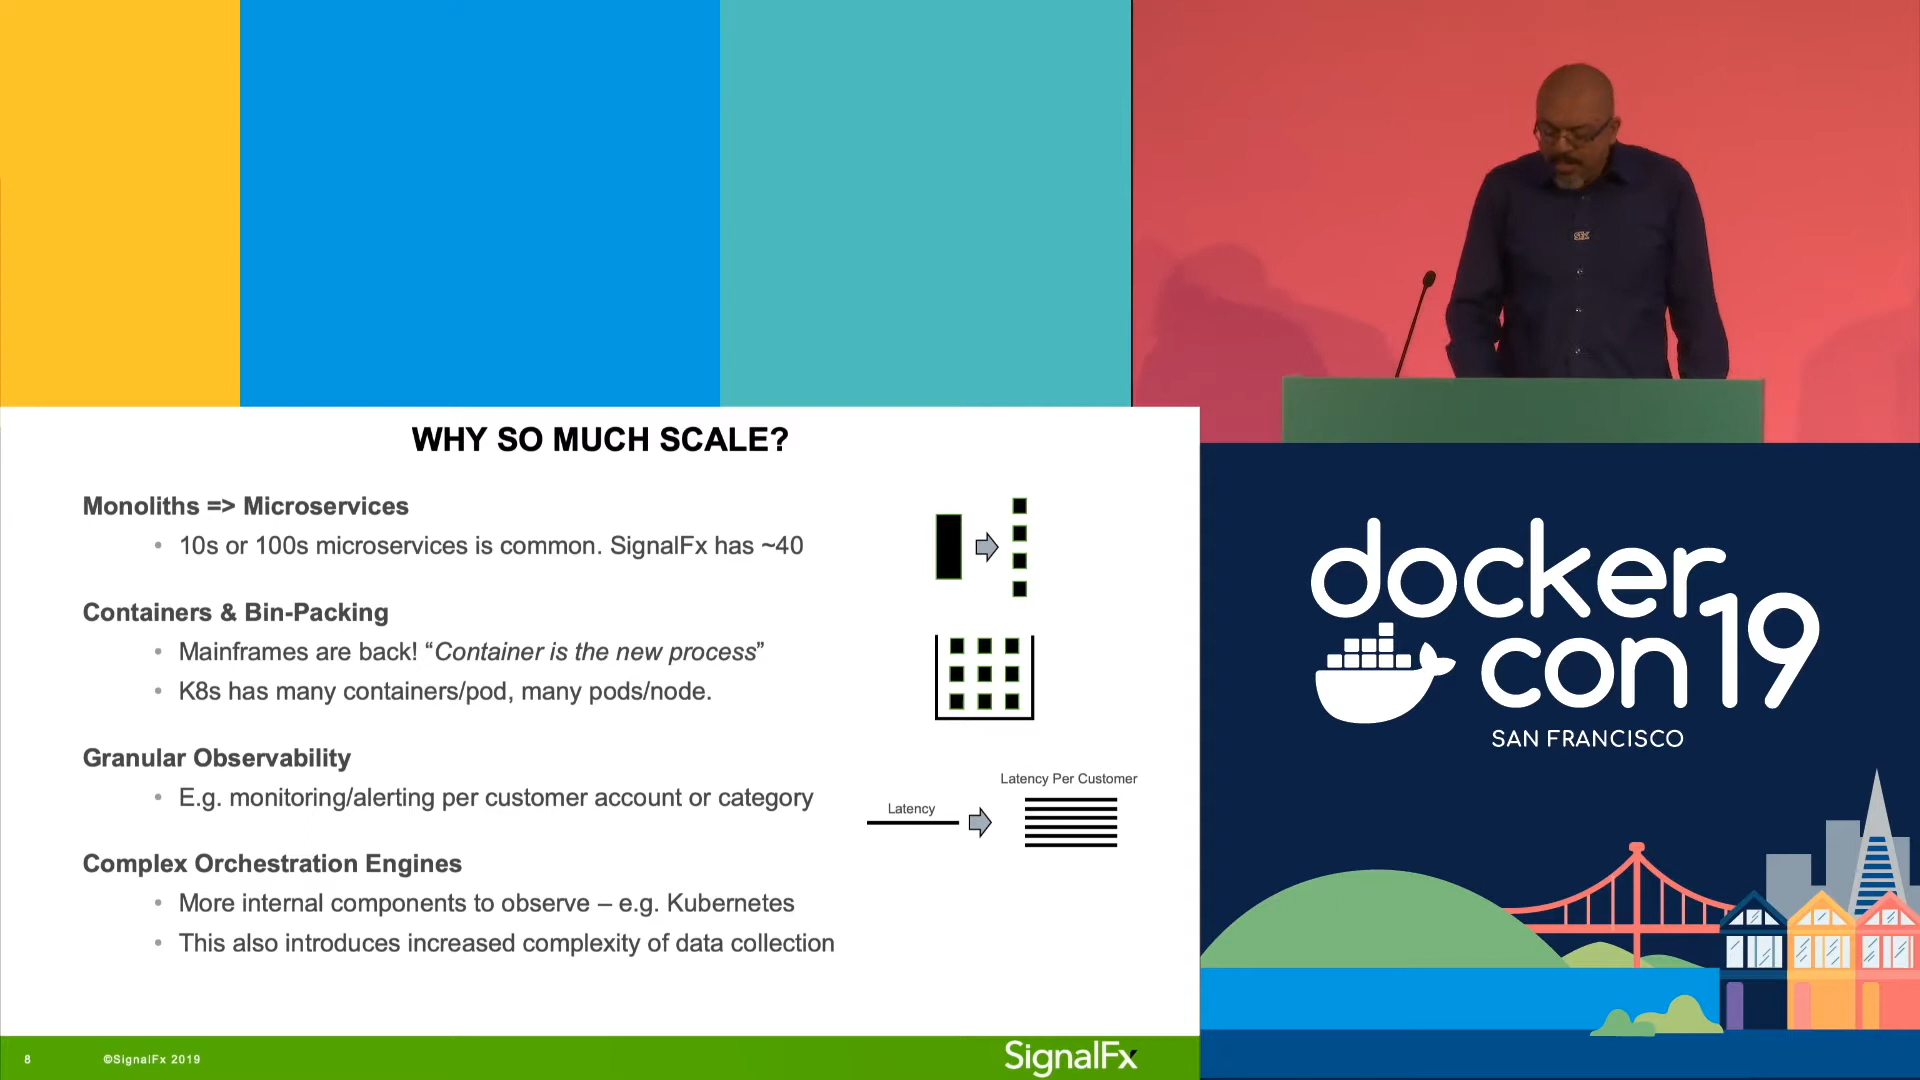 WHY SO MUCH SCALE?
Monoliths => Microservices
• 10s or 100s microservices is common. SignalFx has ~40
Containers & Bin-Packing
• Mainframes are back! “Container is the new process”
• K8s has many containers/pod, many pods/node.
Granular Observability
• E.g. monitoring/alerting per customer account or category
Latency
Latency Per Customer
Complex Orchestration Engines
• More internal components to observe – e.g. Kubernetes
• This also introduces increased complexity of data collection
8
©SignalFx 2019
SignalFx
docker
con19
SAN FRANCISCO